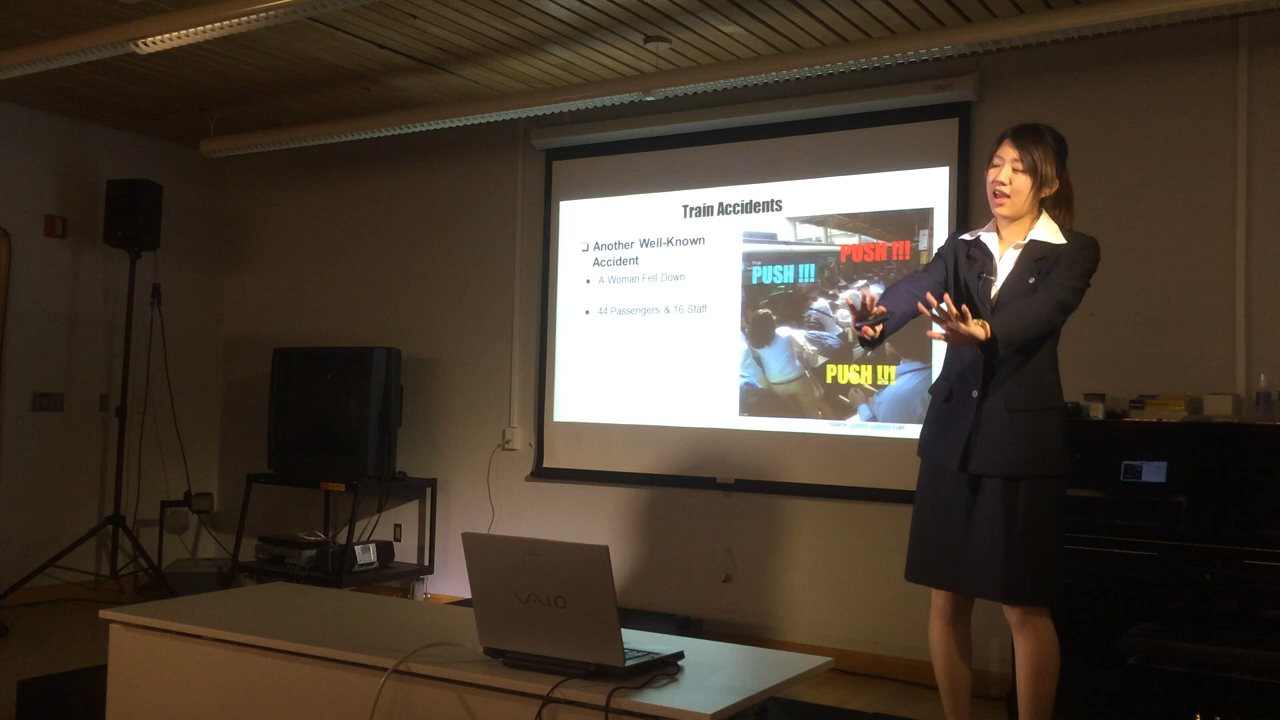 Train Accidents
❑ Another Well-Known
Accident
• A Woman Fell Down
• 44 Passengers & 16 Staff
PUSH !!!
PUSH !!!
PUSH !!!
VAIO